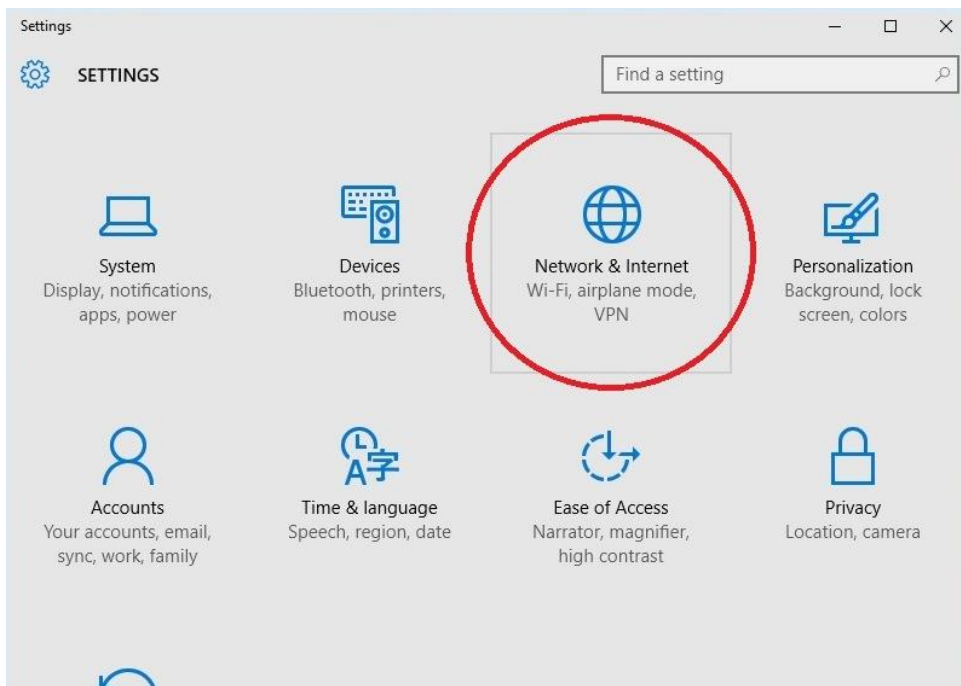 Settings
SETTINGS
Find a setting
System
Display, notifications,
apps, power
Devices
Bluetooth, printers,
mouse
Network & Internet
Wi-Fi, airplane mode,
VPN
Personalization
Background, lock
screen, colors
Accounts
Your accounts, email,
sync, work, family
Time & language
Speech, region, date
Ease of Access
Narrator, magnifier,
high contrast
Privacy
Location, camera